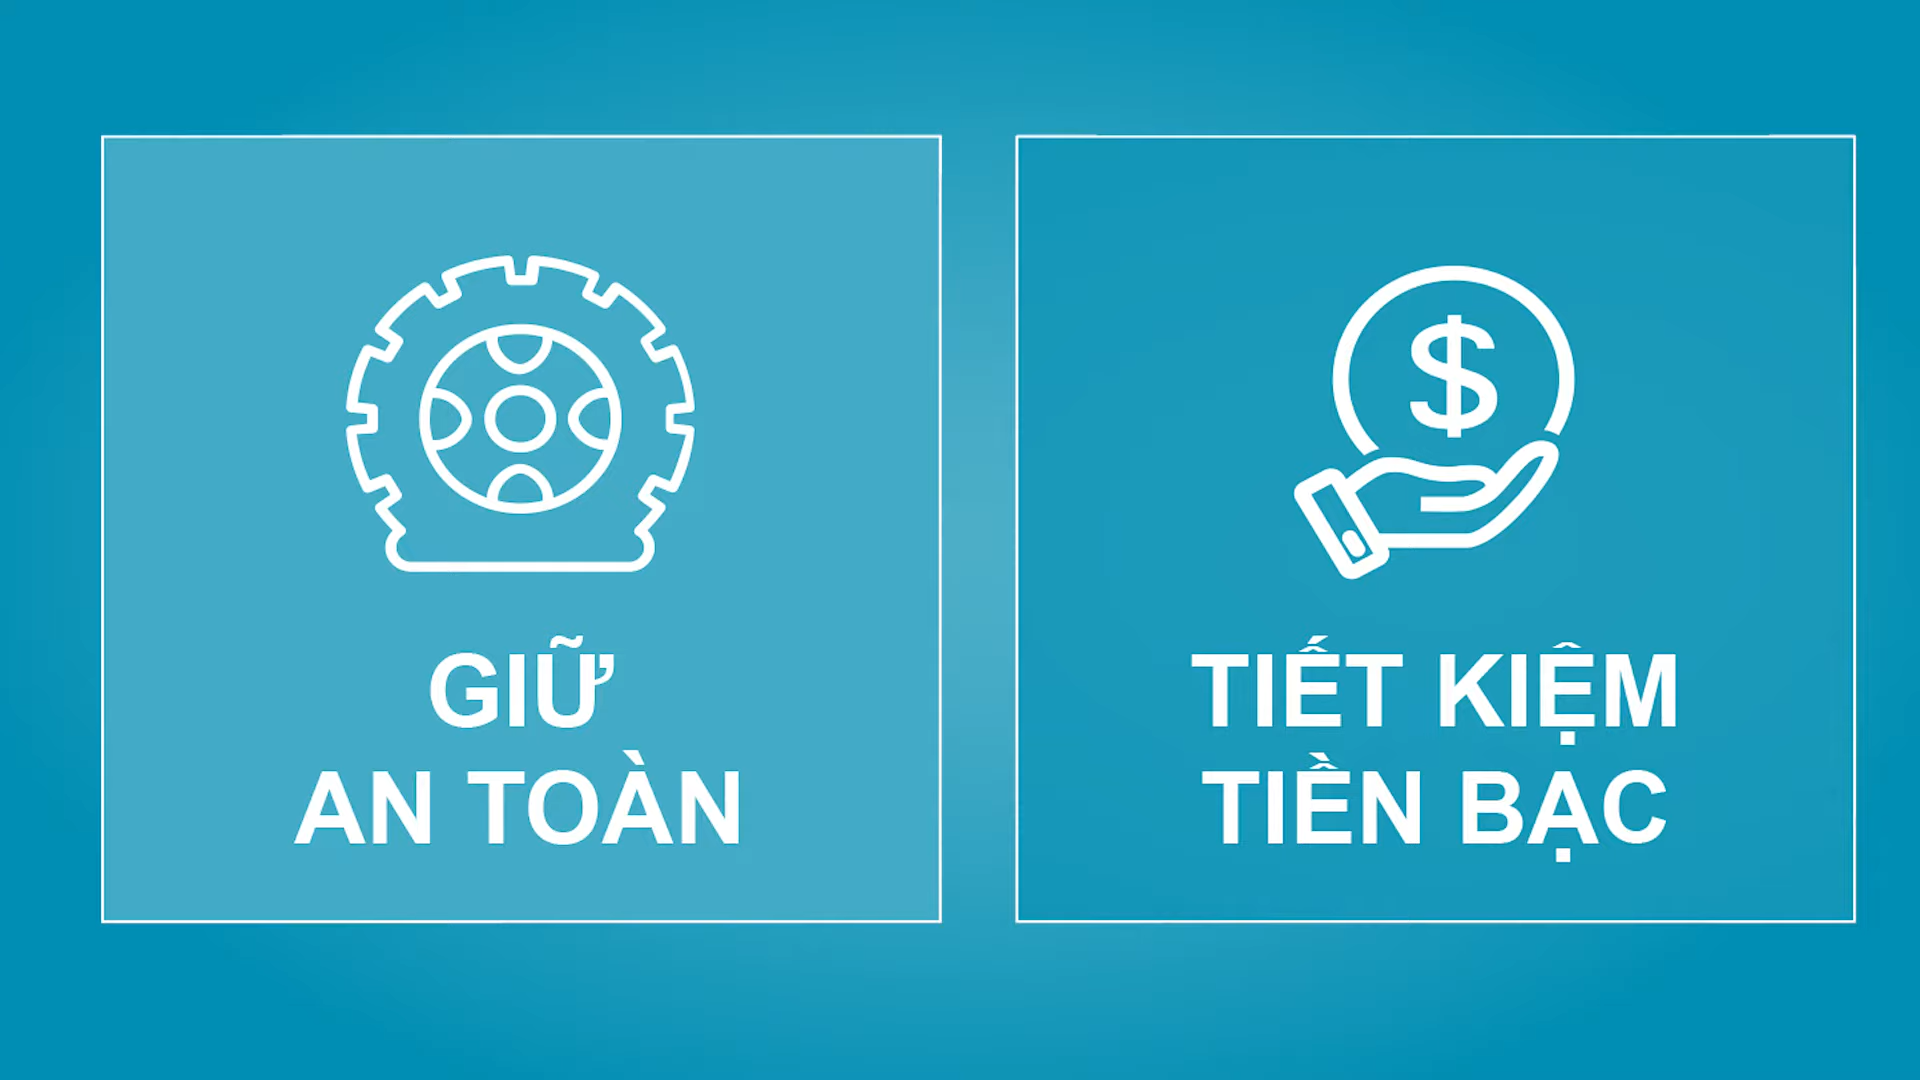 GIỮ
AN TOÀN
$
TIẾT KIỆM
TIỀN BẠC